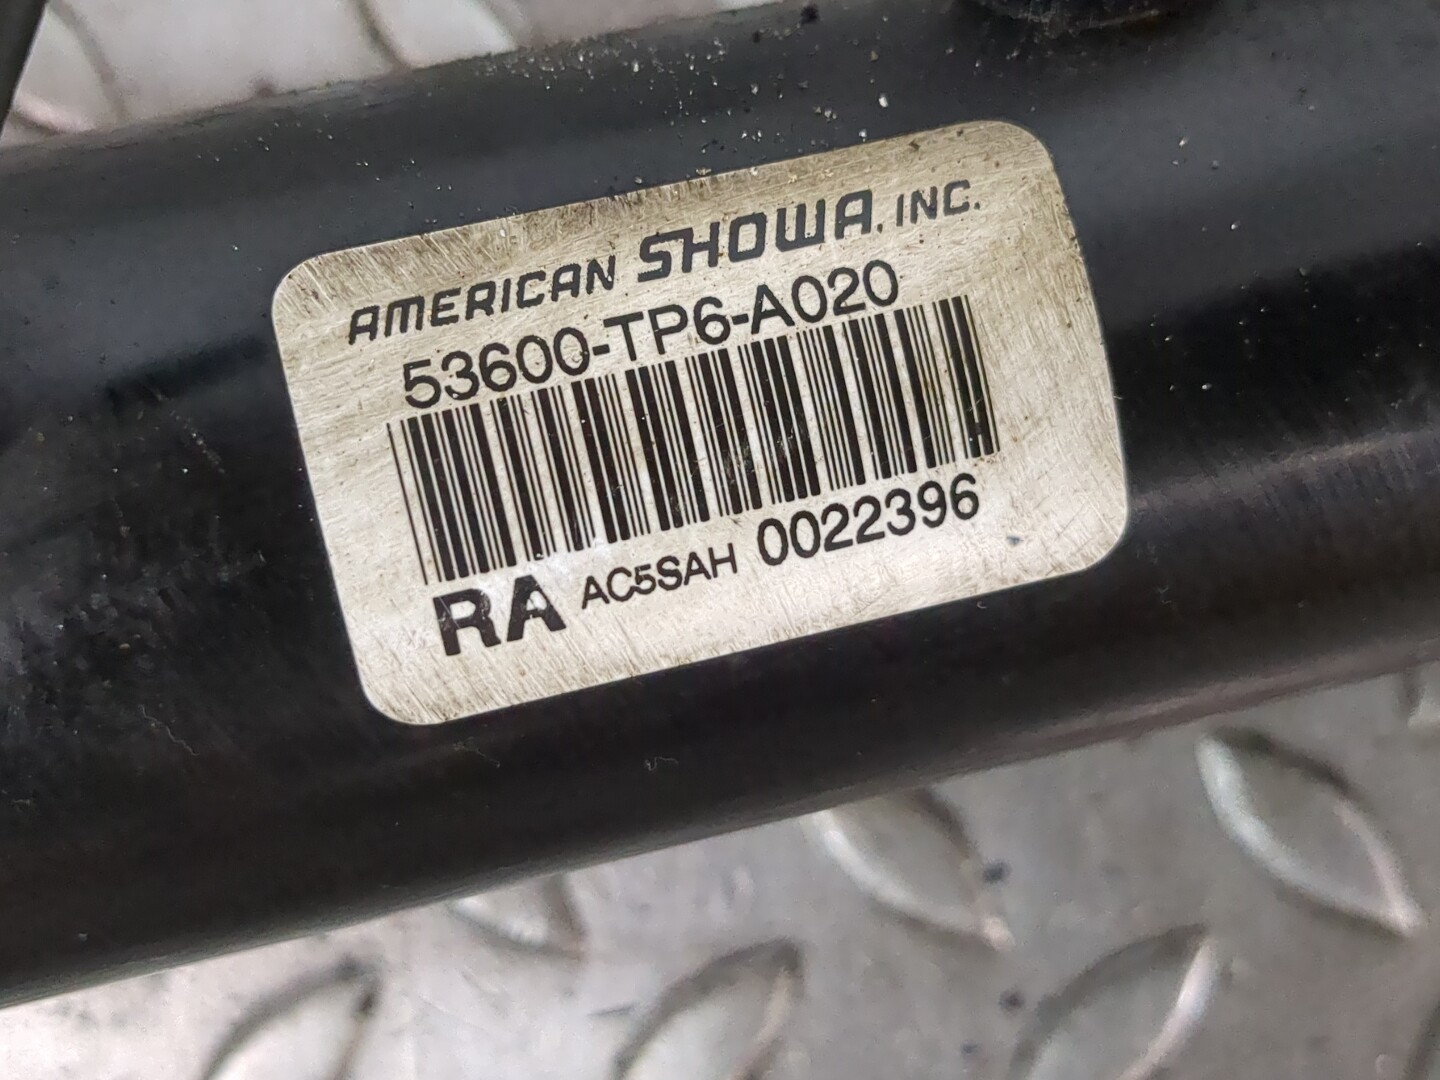 AMERICAN SHOWA, INC.
53600-TP6-A020
RA AC5SAH 0022396